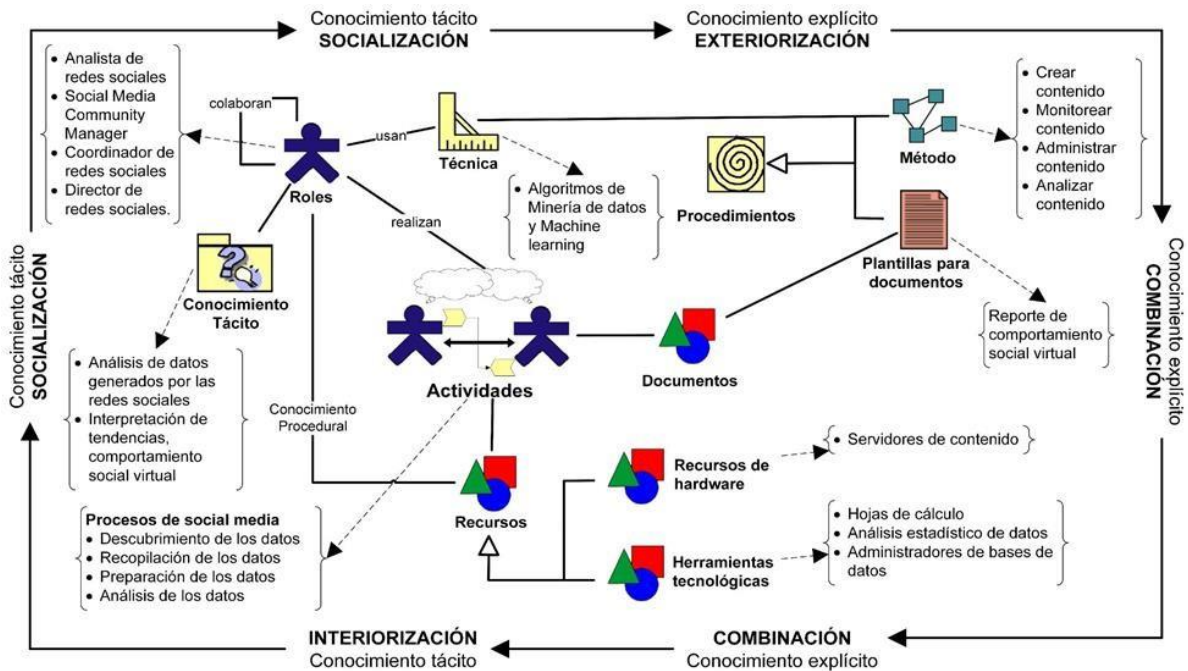 Conocimiento tácito
SOCIALIZACIÓN
Conocimiento explícito
EXTERIORIZACIÓN
• Analista de
redes sociales
• Social Media
Community
Manager
• Coordinador de
redes sociales
• Director de
redes sociales.
colaboran
Roles
usan
Técnica
• Algoritmos de
Minería de datos
y Machine
learning
Procedimientos
Método
• Crear
contenido
• Monitorear
contenido
• Administrar
contenido
• Analizar
contenido
realizan
Plantillas para
documentos
Reporte de
comportamiento
social virtual
Conocimiento tácito
SOCIALIZACIÓN
Conocimiento explícito
COMBINACIÓN
Conocimiento
Tácito
• Análisis de datos
generados por las
redes sociales
• Interpretación de
tendencias,
comportamiento
social virtual
Actividades
Documentos
Conocimiento
Procedural
Recursos
Recursos de
hardware
• Servidores de contenido
Herramientas
tecnológicas
• Hojas de cálculo
• Análisis estadístico de datos
• Administradores de bases de
datos
Procesos de social media
• Descubrimiento de los datos
• Recopilación de los datos
• Preparación de los datos
• Análisis de los datos
INTERIORIZACIÓN
Conocimiento tácito
COMBINACIÓN
Conocimiento explícito